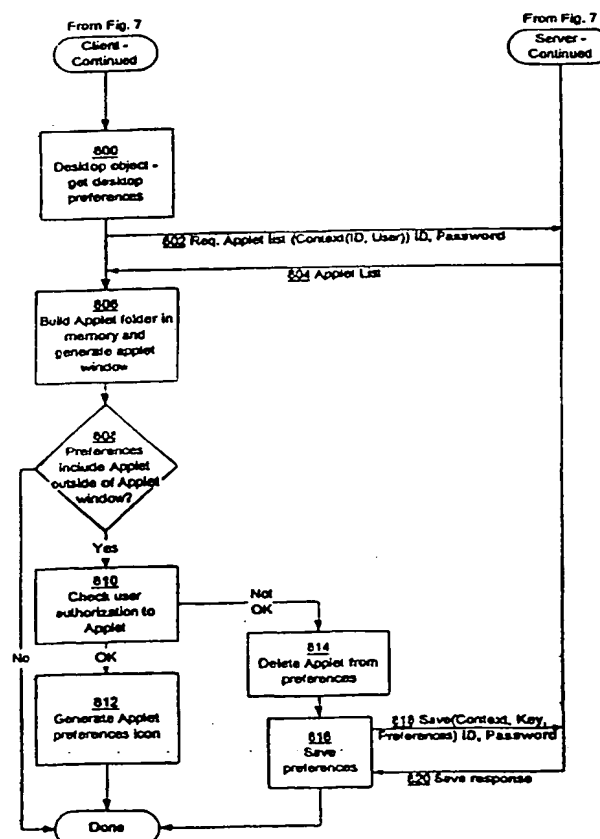 From Fig. 7
Client -
Continued
From Fig. 7
Server -
Continued
800
Desktop object -
get desktop
preferences
802 Req. Applet list (Context(ID, User)) ID, Password
804 Applet List
806
Build Applet folder in
memory and
generate applet
window
Preferences
include Applet
outside of Applet
window?
Yes
No
810
Check user
authorization to
Applet
Not
OK
OK
814
Delete Applet from
preferences
812
Generate Applet
preferences icon
816
Save
preferences
818 Save(Context, Key,
Preferences) ID, Password
820 Save response
Done